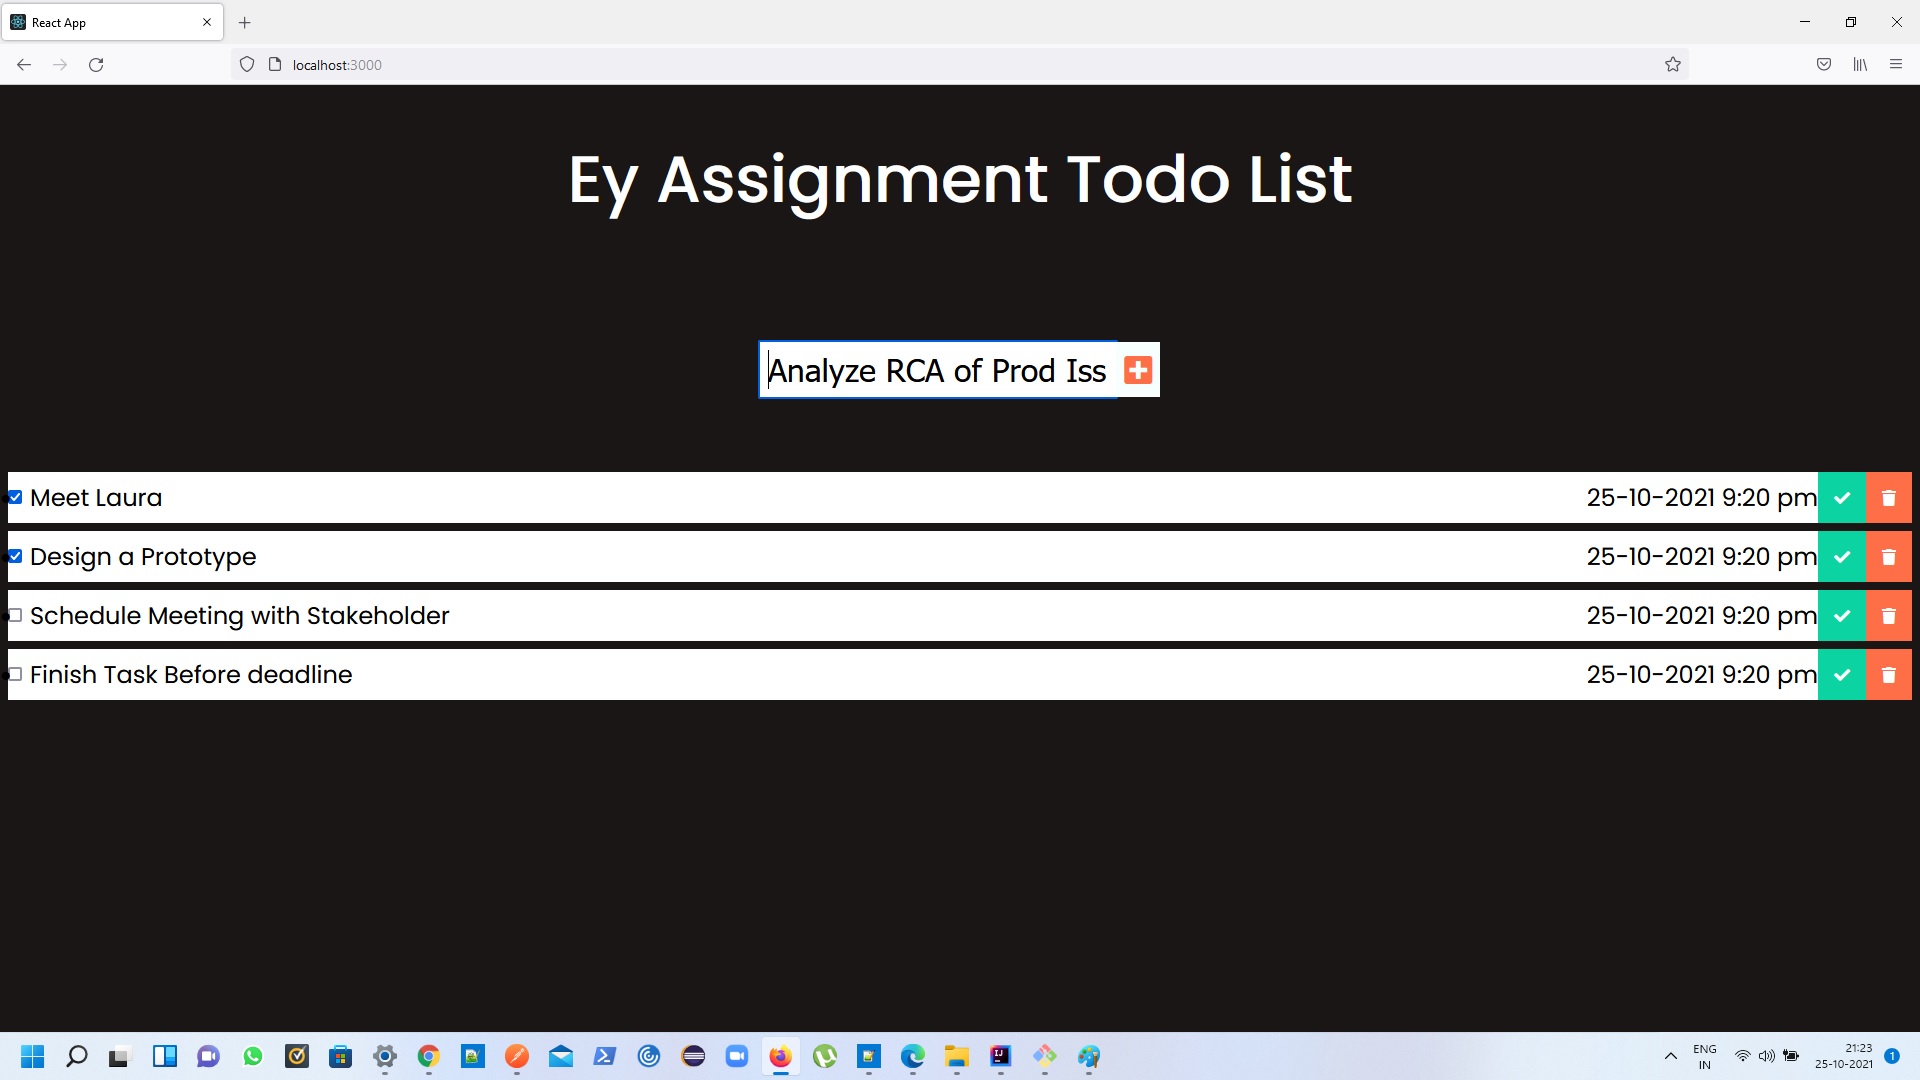 React App
localhost:3000
Ey Assignment Todo List
Analyze RCA of Prod Iss
Meet Laura 25-10-2021 9:20 pm
Design a Prototype 25-10-2021 9:20 pm
Schedule Meeting with Stakeholder 25-10-2021 9:20 pm
Finish Task Before deadline 25-10-2021 9:20 pm
ENG
IN
21:23
25-10-2021
1